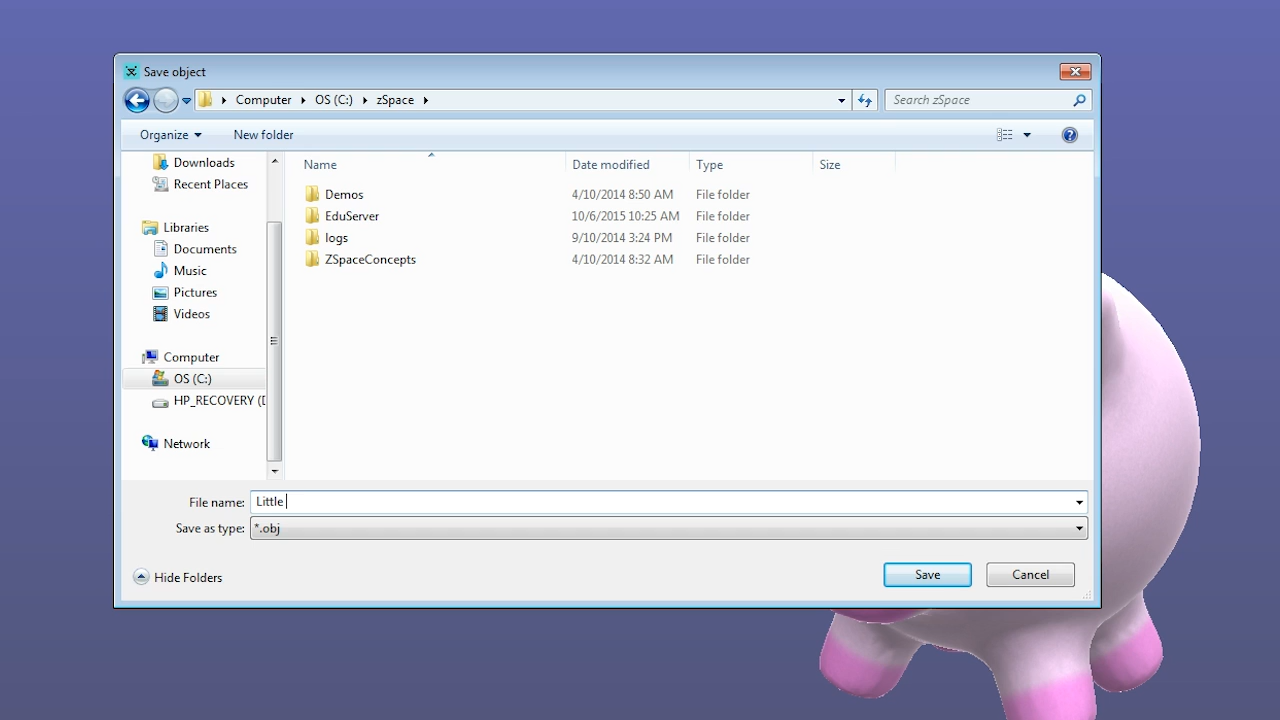 Save object
Computer OS (C:) zSpace
Search zSpace
Organize New folder
Name Date modified Type Size
Downloads
Recent Places
Libraries
Documents
Music
Pictures
Videos
Computer
OS (C:)
HP_RECOVERY (D
Network
Demos 4/10/2014 8:50 AM File folder
EduServer 10/6/2015 10:25 AM File folder
logs 9/10/2014 3:24 PM File folder
ZSpaceConcepts 4/10/2014 8:32 AM File folder
File name: Little
Save as type: *.obj
Hide Folders
Save Cancel